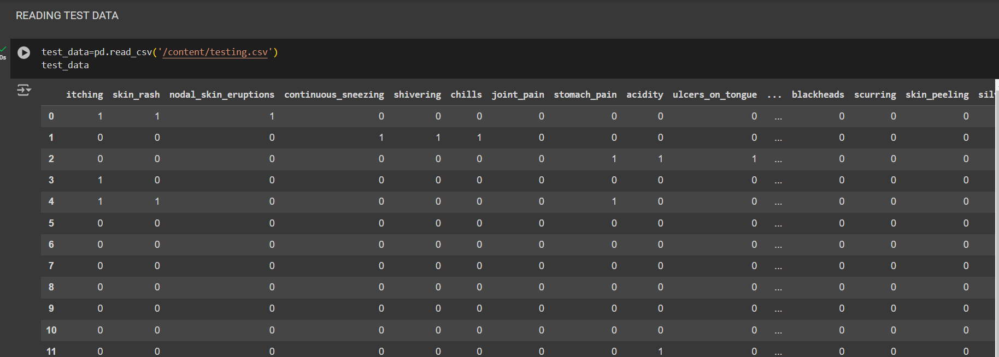 READING TEST DATA
test_data=pd.read_csv('/content/testing.csv')
0s
test_data
itching skin_rash nodal_skin_eruptions continuous_sneezing shivering chills joint_pain stomach_pain acidity ulcers_on_tongue ... blackheads scurring skin_peeling silv
0 1 1 1 0 0 0 0 0 0 0 ... 0 0 0
1 0 0 0 1 1 1 0 0 0 0 ... 0 0 0
2 0 0 0 0 0 0 0 1 1 1 ... 0 0 0
3 1 0 0 0 0 0 0 0 0 0 ... 0 0 0
4 1 1 0 0 0 0 0 1 0 0 ... 0 0 0
5 0 0 0 0 0 0 0 0 0 0 ... 0 0 0
6 0 0 0 0 0 0 0 0 0 0 ... 0 0 0
7 0 0 0 0 0 0 0 0 0 0 ... 0 0 0
8 0 0 0 0 0 0 0 0 0 0 ... 0 0 0
9 0 0 0 0 0 0 0 0 0 0 ... 0 0 0
10 0 0 0 0 0 0 0 0 0 0 ... 0 0 0
11 0 0 0 0 0 0 0 0 1 0 ... 0 0 0